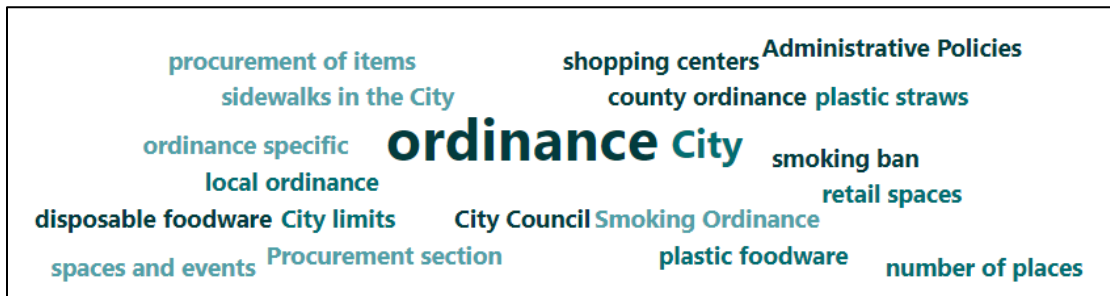 procurement of items shopping centers Administrative Policies
sidewalks in the City county ordinance plastic straws
ordinance specific ordinance City smoking ban
local ordinance retail spaces
disposable foodware City limits City Council Smoking Ordinance
spaces and events Procurement section plastic foodware number of places